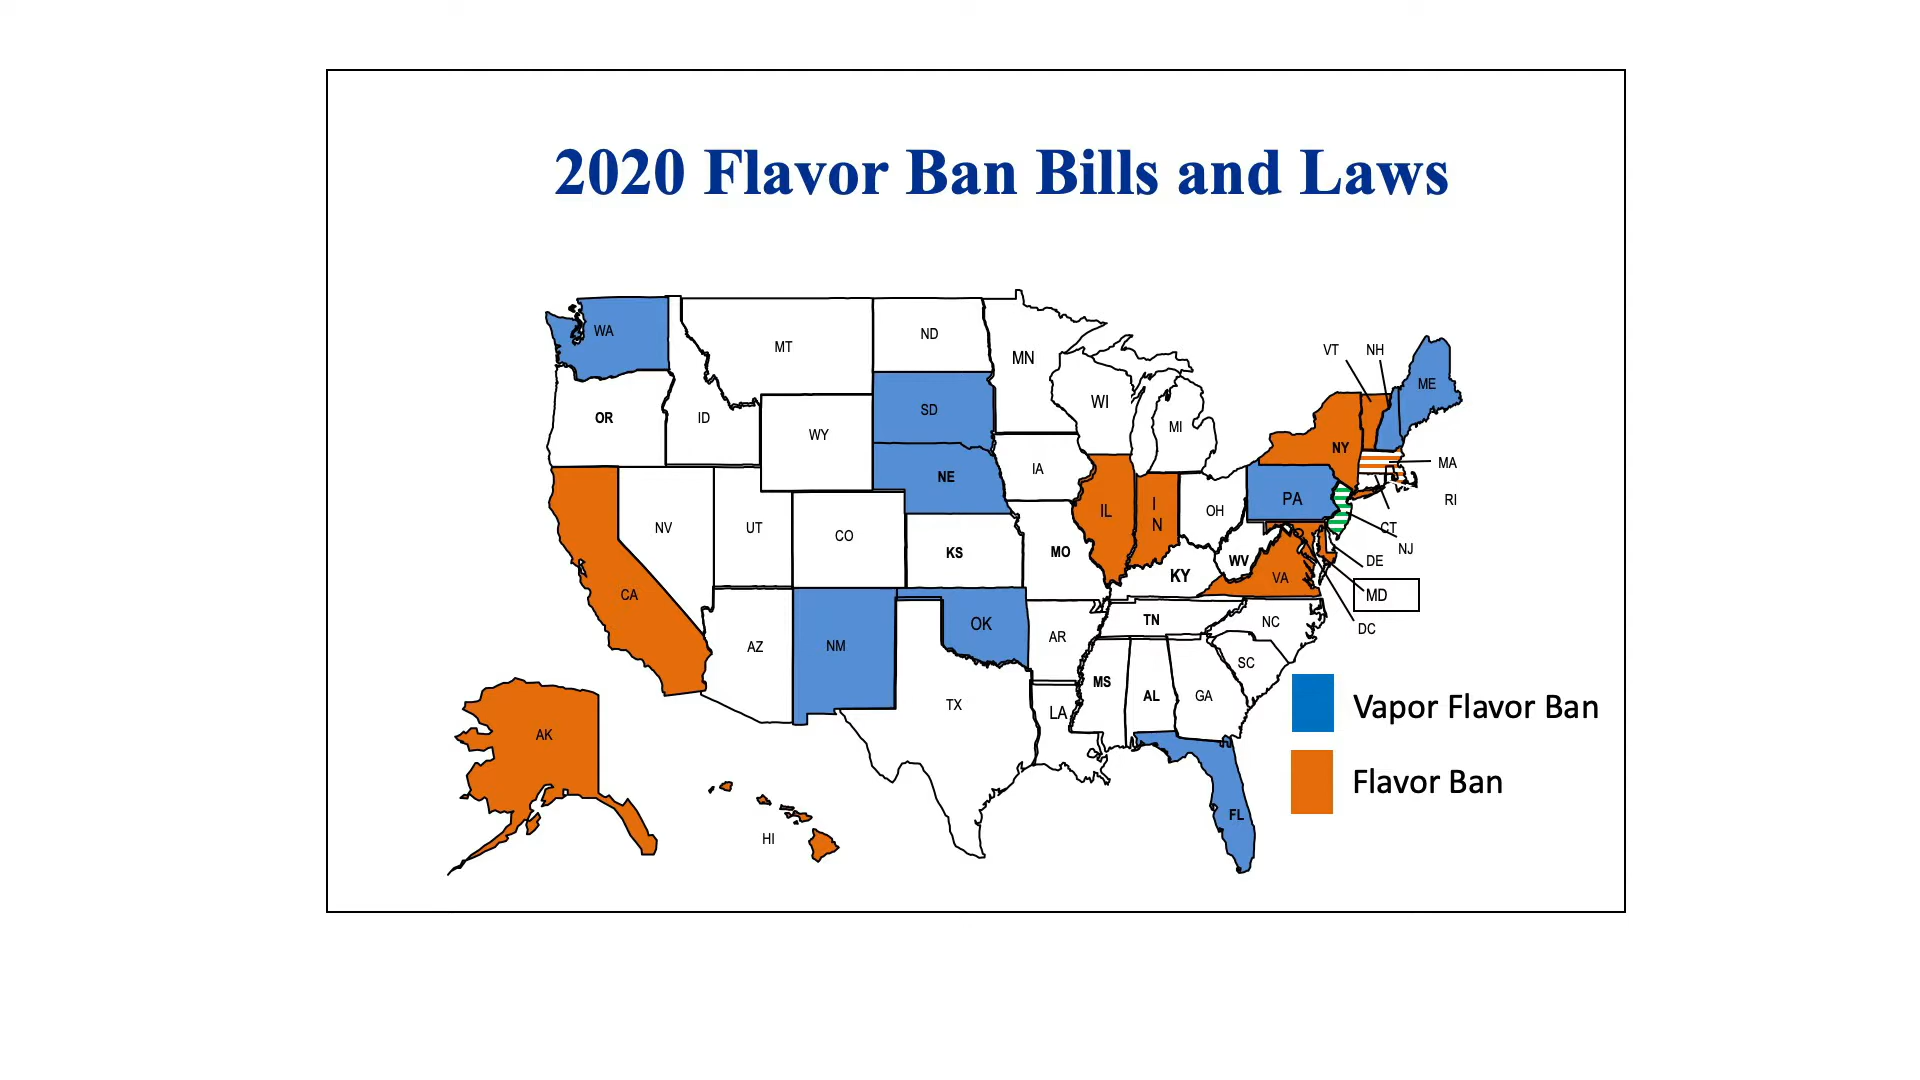 2020 Flavor Ban Bills and Laws
WA
MT
ND
MN
VT
NH
ME
OR
ID
SD
WI
MI
WY
NY
MA
IA
NE
PA
RI
IL
I
N
OH
NV
UT
CO
CT
NJ
KS
MO
WV
DE
KY
VA
CA
MD
TN
NC
DC
OK
AR
AZ
NM
SC
MS
AL
GA
TX
LA
Vapor Flavor Ban
AK
Flavor Ban
FL
HI